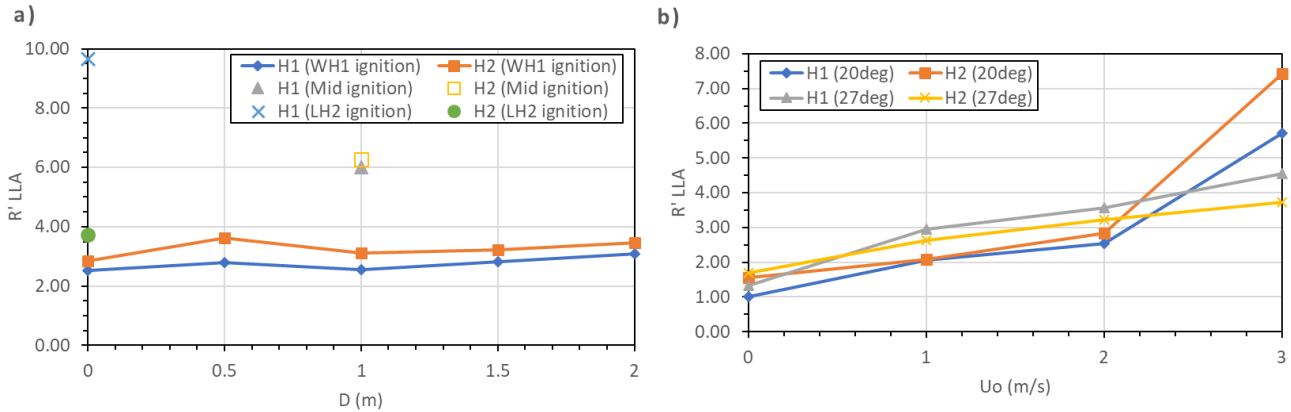 a)
10.00
8.00
6.00
4.00
2.00
0.00
R' LLA
H1 (WH1 ignition) H2 (WH1 ignition)
H1 (Mid ignition) H2 (Mid ignition)
H1 (LH2 ignition) H2 (LH2 ignition)
0 0.5 1 1.5 2
D (m)
b)
8.00
7.00
6.00
5.00
4.00
3.00
2.00
1.00
0.00
R' LLA
H1 (20deg) H2 (20deg)
H1 (27deg) H2 (27deg)
0 1 2 3
Uo (m/s)